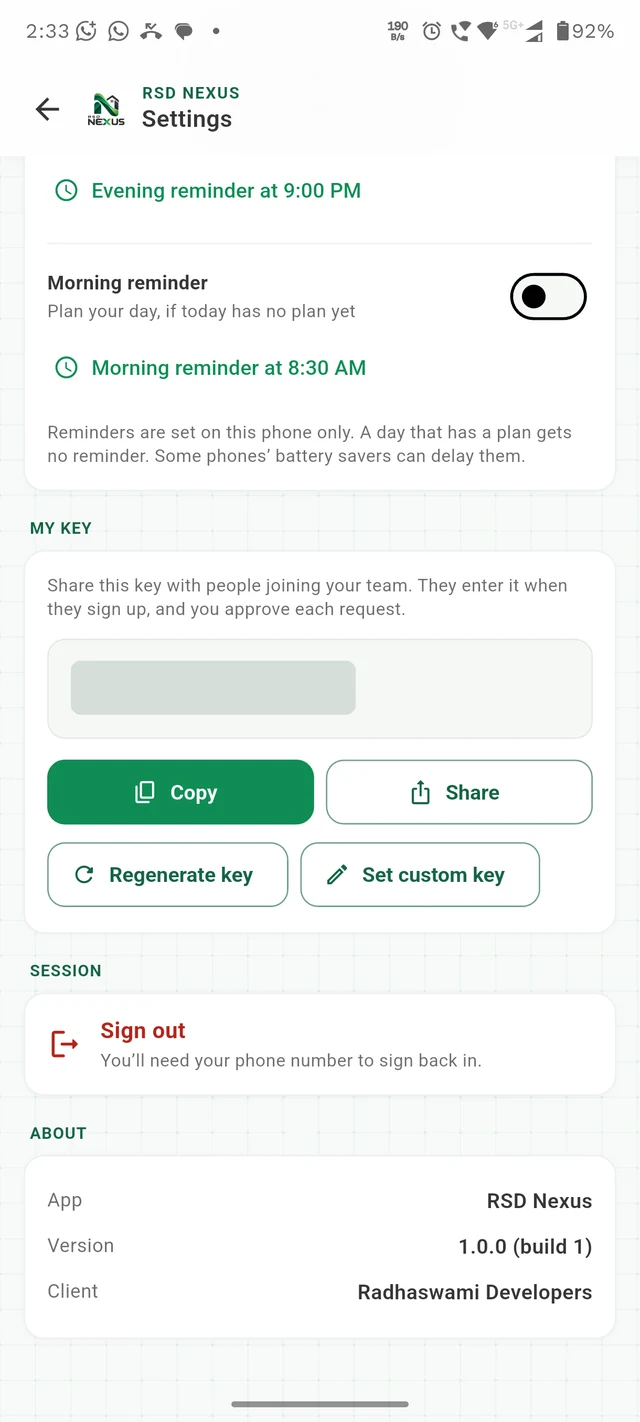 2:33
190
B/s
5G+
92%
RSD NEXUS
RSD
NEXUS
Settings
Evening reminder at 9:00 PM
Morning reminder
Plan your day, if today has no plan yet
Morning reminder at 8:30 AM
Reminders are set on this phone only. A day that has a plan gets
no reminder. Some phones’ battery savers can delay them.
MY KEY
Share this key with people joining your team. They enter it when
they sign up, and you approve each request.
Copy
Share
Regenerate key
Set custom key
SESSION
Sign out
You’ll need your phone number to sign back in.
ABOUT
App
RSD Nexus
Version
1.0.0 (build 1)
Client
Radhaswami Developers